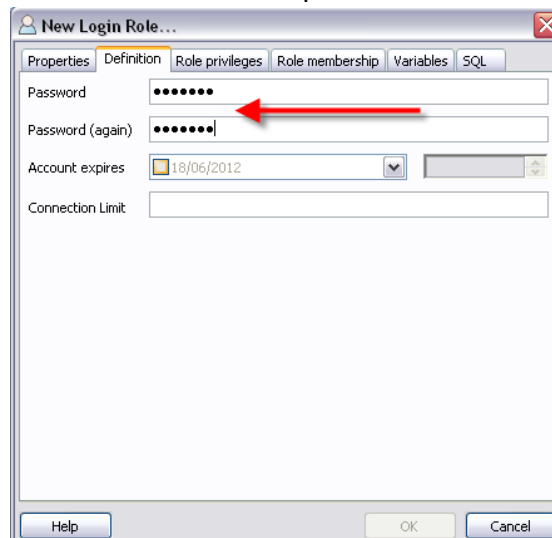 New Login Role...
Properties Definition Role privileges Role membership Variables SQL
Password •••••••
Password (again) •••••••
Account expires 18/06/2012
Connection Limit
Help OK Cancel